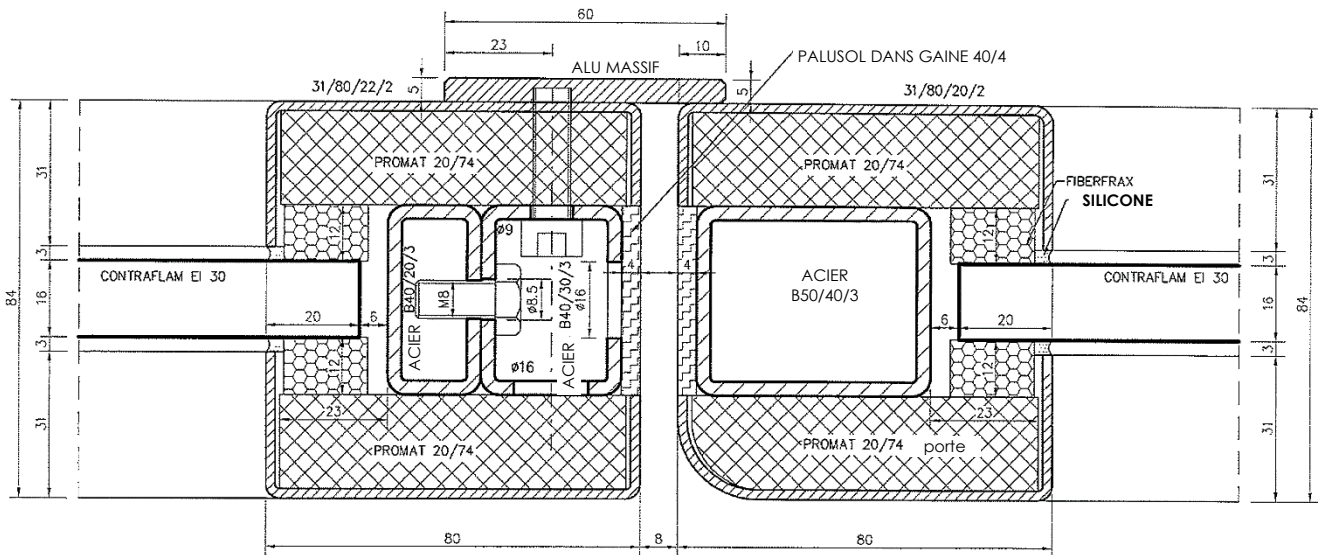 60
23
10
PALUSOL DANS GAINE 40/4
ALU MASSIF
31/80/22/2
5
5
31/80/20/2
PROMAT 20/74
PROMAT 20/74
31
31
FIBERFRAX
SILICONE
12
12
Ø9
3
3
CONTRAFLAM EI 30
ACIER B40/20/3
M8
Ø8.5
ACIER B40/30/3
Ø16
4
4
ACIER
B50/40/3
CONTRAFLAM EI 30
84
16
16
84
20
6
6
20
3
3
12
Ø16
12
23
23
31
31
PROMAT 20/74
PROMAT 20/74 porte
80
8
80